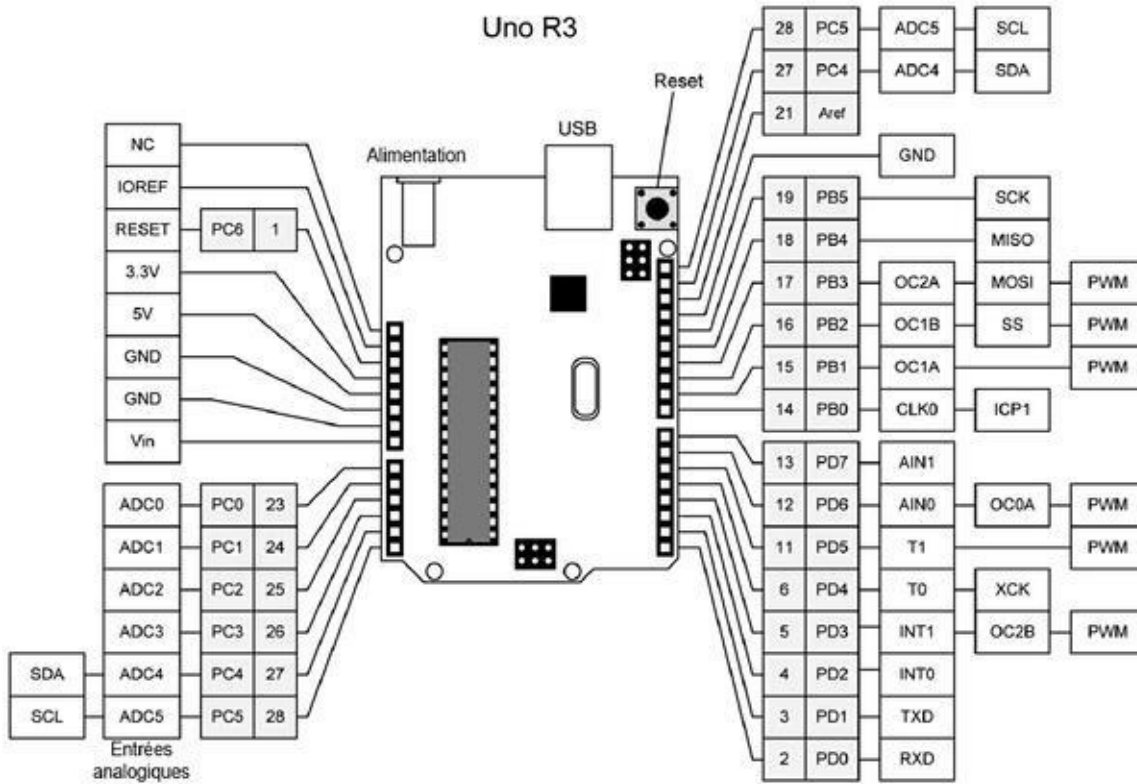 Uno R3
28 PC5 ADC5 SCL
27 PC4 ADC4 SDA
21 Aref
Reset
USB
Alimentation
GND
NC
IOREF
RESET PC6 1
3.3V
5V
GND
GND
Vin
19 PB5 SCK
18 PB4 MISO
17 PB3 OC2A MOSI PWM
16 PB2 OC1B SS PWM
15 PB1 OC1A PWM
14 PB0 CLK0 ICP1
13 PD7 AIN1
12 PD6 AIN0 OC0A PWM
11 PD5 T1 PWM
6 PD4 T0 XCK
5 PD3 INT1 OC2B PWM
4 PD2 INT0
3 PD1 TXD
2 PD0 RXD
ADC0 PC0 23
ADC1 PC1 24
ADC2 PC2 25
ADC3 PC3 26
SDA ADC4 PC4 27
SCL ADC5 PC5 28
Entrées
analogiques